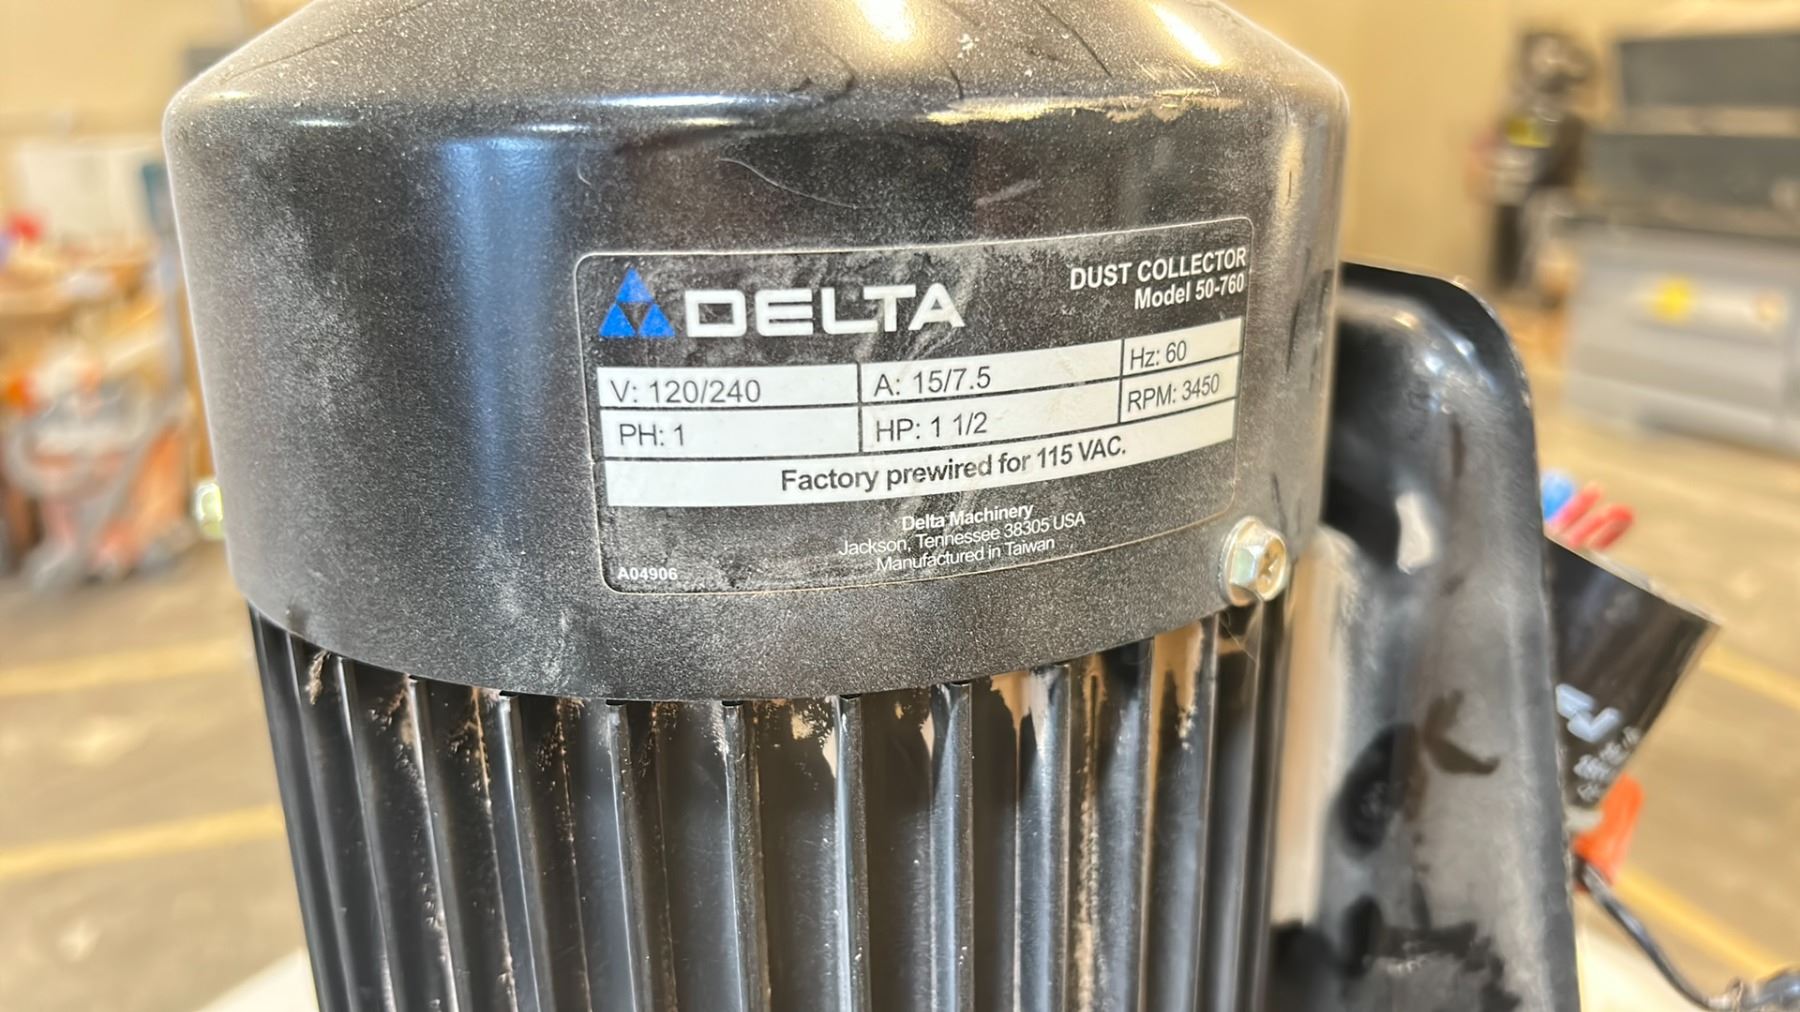 DELTA
DUST COLLECTOR
Model 50-760
V: 120/240
A: 15/7.5
Hz: 60
PH: 1
HP: 1 1/2
RPM: 3450
Factory prewired for 115 VAC.
Delta Machinery
Jackson, Tennessee 38305 USA
Manufactured in Taiwan
A04906